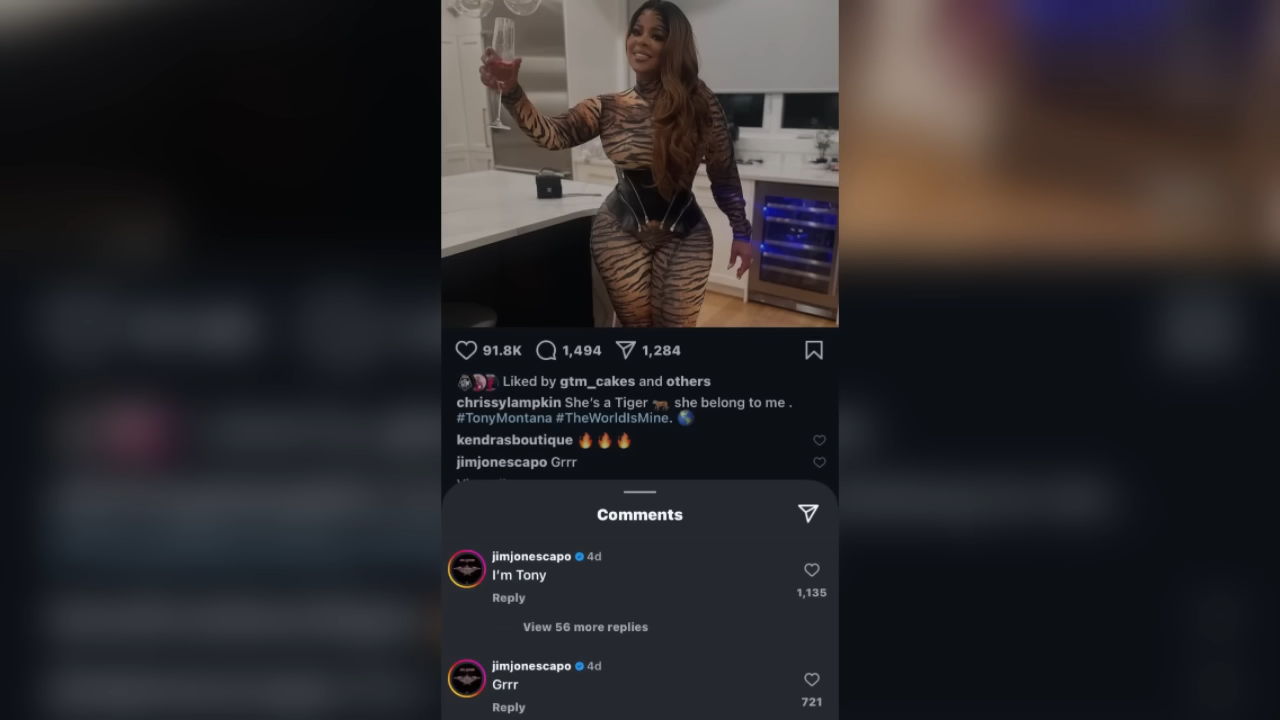 91.8K 1,494 1,284
Liked by gtm_cakes and others
chrissylampkin She's a Tiger 🐅 she belong to me .
#TonyMontana #TheWorldIsMine. 🌎
kendrasboutique 🔥🔥🔥
jimjonescapo Grrr
Comments
jimjonescapo 4d
I'm Tony
1,135
Reply
View 56 more replies
jimjonescapo 4d
Grrr
721
Reply